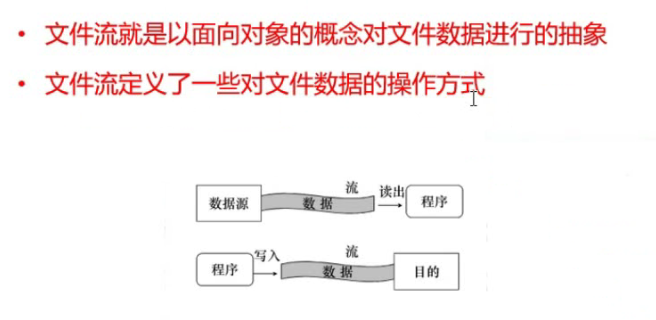 • 文件流就是以面向对象的概念对文件数据进行的抽象
• 文件流定义了一些对文件数据的操作方式
流
数据源 数据 读出 程序
写入 流
程序 数据 目的